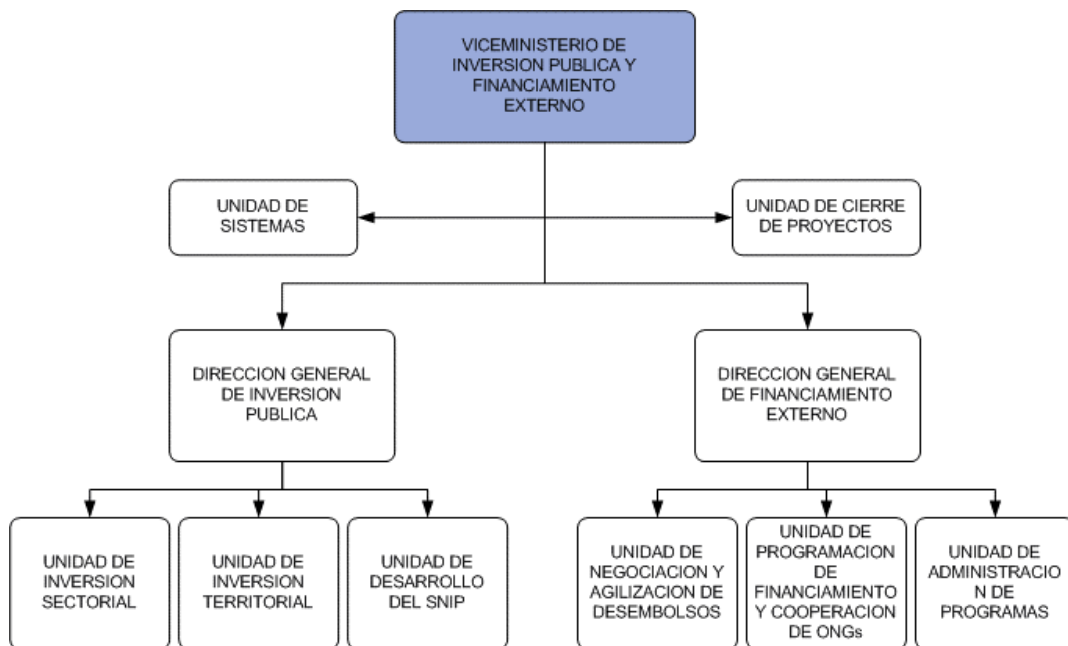 VICEMINISTERIO DE
INVERSION PUBLICA Y
FINANCIAMIENTO
EXTERNO
UNIDAD DE
SISTEMAS
UNIDAD DE CIERRE
DE PROYECTOS
DIRECCION GENERAL
DE INVERSION
PUBLICA
DIRECCION GENERAL
DE FINANCIAMIENTO
EXTERNO
UNIDAD DE
INVERSION
SECTORIAL
UNIDAD DE
INVERSION
TERRITORIAL
UNIDAD DE
DESARROLLO
DEL SNIP
UNIDAD DE
NEGOCIACION Y
AGILIZACION DE
DESEMBOLSOS
UNIDAD DE
PROGRAMACION
DE
FINANCIAMIENTO
Y COOPERACION
DE ONGs
UNIDAD DE
ADMINISTRACIO
N DE
PROGRAMAS